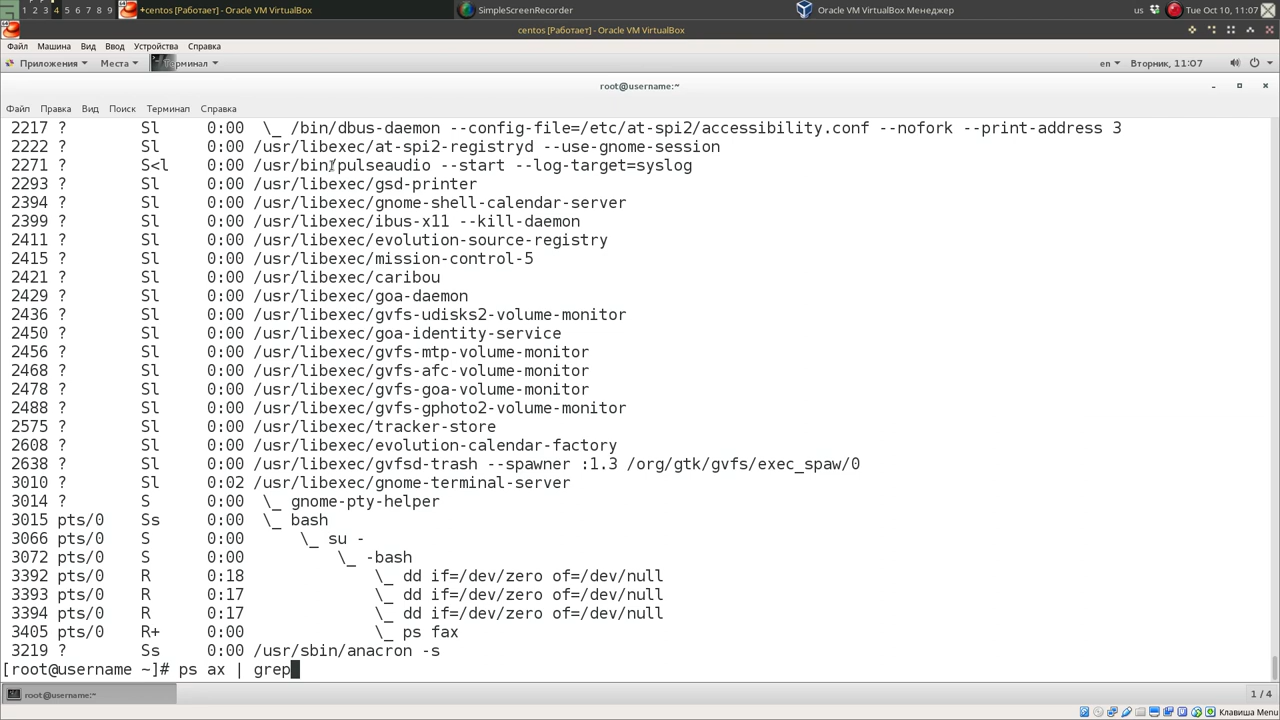 1 2 3 4 5 6 7 8 9 +centos [Работает] - Oracle VM VirtualBox SimpleScreenRecorder Oracle VM VirtualBox Менеджер us Tue Oct 10, 11:07
centos [Работает] - Oracle VM VirtualBox
Файл Машина Вид Ввод Устройства Справка
Приложения Места Терминал en Вторник, 11:07
root@username:~
Файл Правка Вид Поиск Терминал Справка
2217 ? Sl 0:00 \_ /bin/dbus-daemon --config-file=/etc/at-spi2/accessibility.conf --nofork --print-address 3
2222 ? Sl 0:00 /usr/libexec/at-spi2-registryd --use-gnome-session
2271 ? S<l 0:00 /usr/bin/pulseaudio --start --log-target=syslog
2293 ? Sl 0:00 /usr/libexec/gsd-printer
2394 ? Sl 0:00 /usr/libexec/gnome-shell-calendar-server
2399 ? Sl 0:00 /usr/libexec/ibus-x11 --kill-daemon
2411 ? Sl 0:00 /usr/libexec/evolution-source-registry
2415 ? Sl 0:00 /usr/libexec/mission-control-5
2421 ? Sl 0:00 /usr/libexec/caribou
2429 ? Sl 0:00 /usr/libexec/goa-daemon
2436 ? Sl 0:00 /usr/libexec/gvfs-udisks2-volume-monitor
2450 ? Sl 0:00 /usr/libexec/goa-identity-service
2456 ? Sl 0:00 /usr/libexec/gvfs-mtp-volume-monitor
2468 ? Sl 0:00 /usr/libexec/gvfs-afc-volume-monitor
2478 ? Sl 0:00 /usr/libexec/gvfs-goa-volume-monitor
2488 ? Sl 0:00 /usr/libexec/gvfs-gphoto2-volume-monitor
2575 ? Sl 0:00 /usr/libexec/tracker-store
2608 ? Sl 0:00 /usr/libexec/evolution-calendar-factory
2638 ? Sl 0:00 /usr/libexec/gvfsd-trash --spawner :1.3 /org/gtk/gvfs/exec_spaw/0
3010 ? Sl 0:02 /usr/libexec/gnome-terminal-server
3014 ? S 0:00 \_ gnome-pty-helper
3015 pts/0 Ss 0:00 \_ bash
3066 pts/0 S 0:00 \_ su -
3072 pts/0 S 0:00 \_ -bash
3392 pts/0 R 0:18 \_ dd if=/dev/zero of=/dev/null
3393 pts/0 R 0:17 \_ dd if=/dev/zero of=/dev/null
3394 pts/0 R 0:17 \_ dd if=/dev/zero of=/dev/null
3405 pts/0 R+ 0:00 \_ ps fax
3219 ? Ss 0:00 /usr/sbin/anacron -s
[root@username ~]# ps ax | grep
root@username:~ 1 / 4
Клавиша Menu